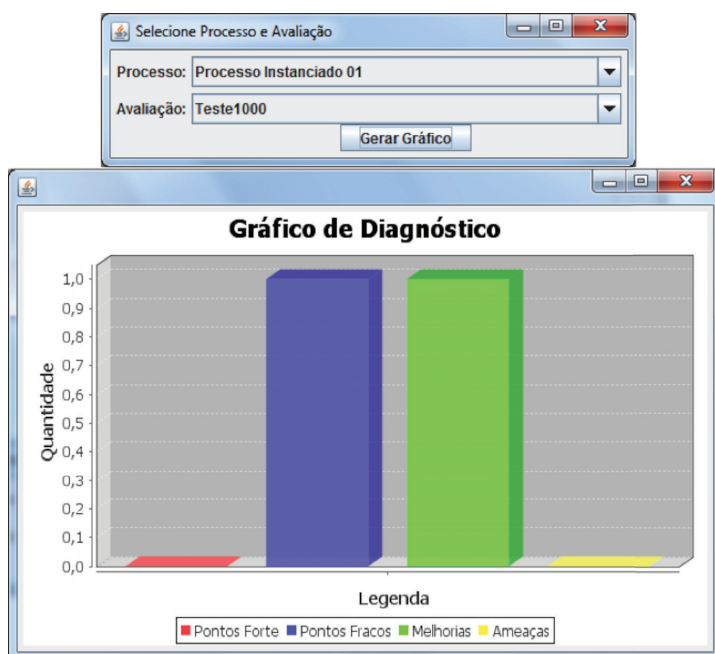 Selecione Processo e Avaliação
Processo: Processo Instanciado 01
Avaliação: Teste1000
Gerar Gráfico
Gráfico de Diagnóstico
1,0
0,9
0,8
0,7
0,6
0,5
0,4
0,3
0,2
0,1
0,0
Quantidade
Legenda
Pontos Forte Pontos Fracos Melhorias Ameaças